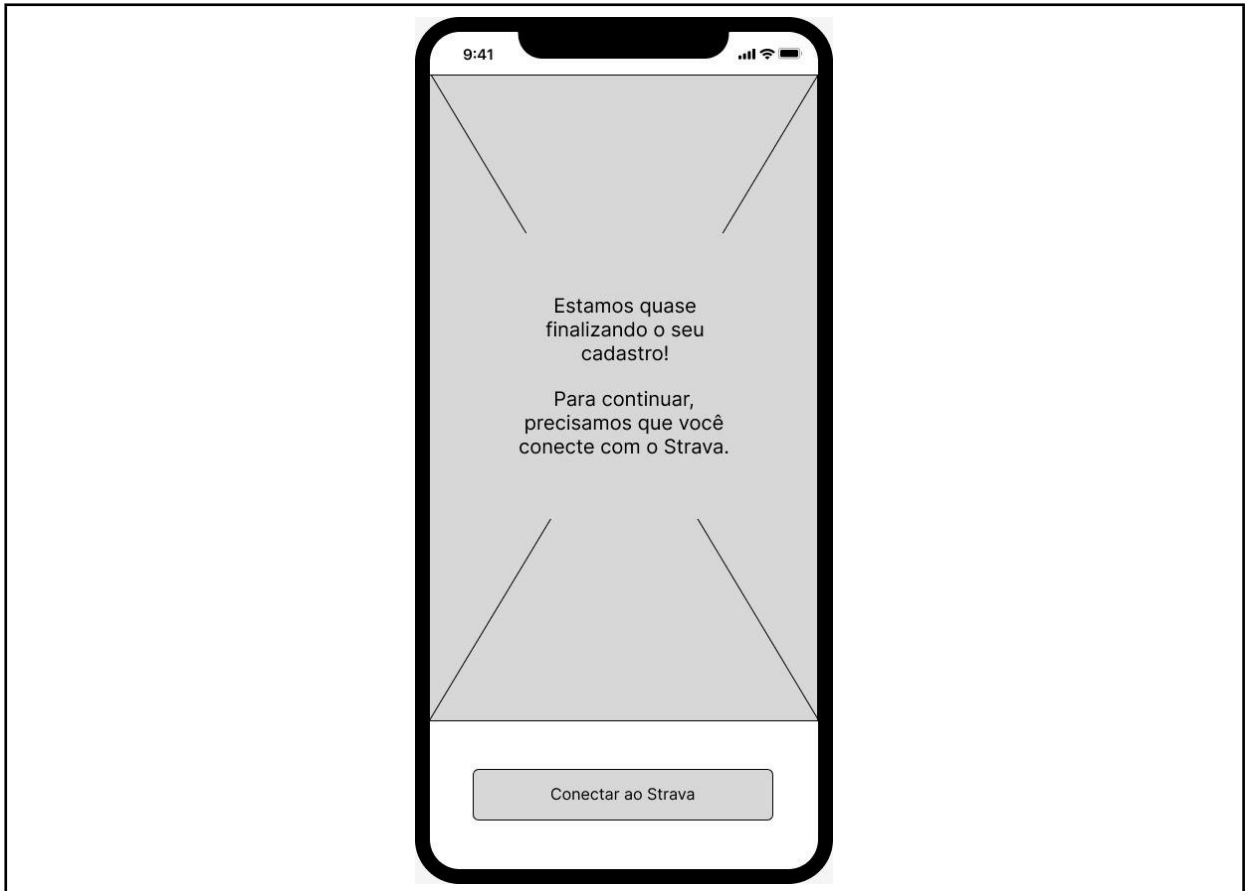 9:41
Estamos quase
finalizando o seu
cadastro!
Para continuar,
precisamos que você
conecte com o Strava.
Conectar ao Strava